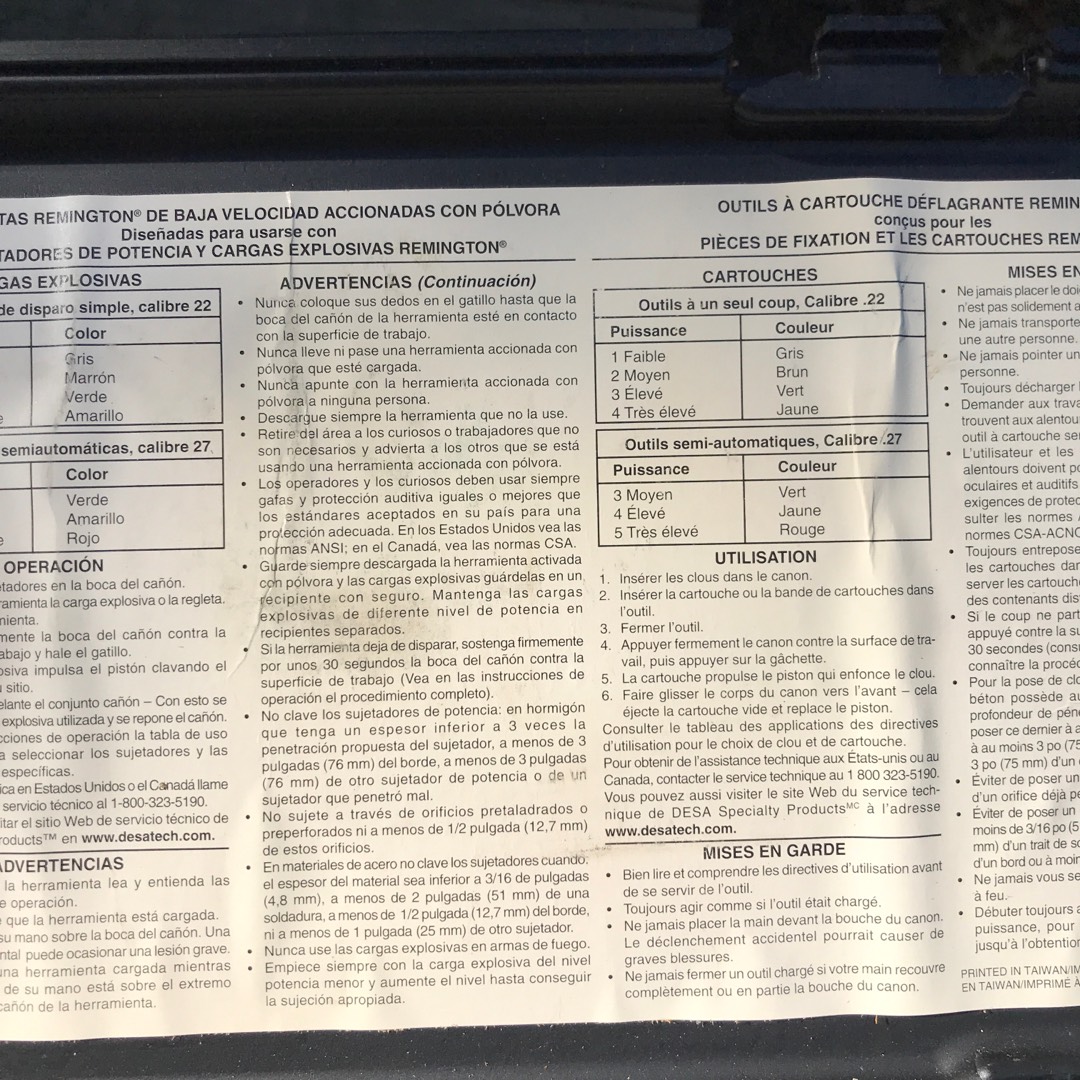 TAS REMINGTON® DE BAJA VELOCIDAD ACCIONADAS CON PÓLVORA
Diseñadas para usarse con
TADORES DE POTENCIA Y CARGAS EXPLOSIVAS REMINGTON®
GAS EXPLOSIVAS
de disparo simple, calibre 22
Color
Gris
Marrón
Verde
e Amarillo
semiautomáticas, calibre 27
Color
Verde
Amarillo
e Rojo
OPERACIÓN
tadores en la boca del cañón.
ramienta la carga explosiva o la regleta.
mienta.
mente la boca del cañón contra la
abajo y hale el gatillo.
osiva impulsa el pistón clavando el
sitio.
elante el conjunto cañón – Con esto se
explosiva utilizada y se repone el cañón.
ciones de operación la tabla de uso
a seleccionar los sujetadores y las
específicas.
ica en Estados Unidos o el Canadá llame
servicio técnico al 1-800-323-5190.
itar el sitio Web de servicio técnico de
roducts™ en www.desatech.com.
ADVERTENCIAS
la herramienta lea y entienda las
e operación.
que la herramienta está cargada.
su mano sobre la boca del cañón. Una
ntal puede ocasionar una lesión grave.
una herramienta cargada mientras
de su mano está sobre el extremo
cañón de la herramienta.
ADVERTENCIAS (Continuación)
• Nunca coloque sus dedos en el gatillo hasta que la
boca del cañón de la herramienta esté en contacto
con la superficie de trabajo.
• Nunca lleve ni pase una herramienta accionada con
pólvora que esté cargada.
• Nunca apunte con la herramienta accionada con
pólvora a ninguna persona.
• Descargue siempre la herramienta que no la use.
• Retire del área a los curiosos o trabajadores que no
son necesarios y advierta a los otros que se está
usando una herramienta accionada con pólvora.
• Los operadores y los curiosos deben usar siempre
gafas y protección auditiva iguales o mejores que
los estándares aceptados en su país para una
protección adecuada. En los Estados Unidos vea las
normas ANSI; en el Canadá, vea las normas CSA.
• Guarde siempre descargada la herramienta activada
con pólvora y las cargas explosivas guárdelas en un
recipiente con seguro. Mantenga las cargas
explosivas de diferente nivel de potencia en
recipientes separados.
• Si la herramienta deja de disparar, sostenga firmemente
por unos 30 segundos la boca del cañón contra la
superficie de trabajo (Vea en las instrucciones de
operación el procedimiento completo).
• No clave los sujetadores de potencia: en hormigón
que tenga un espesor inferior a 3 veces la
penetración propuesta del sujetador, a menos de 3
pulgadas (76 mm) del borde, a menos de 3 pulgadas
(76 mm) de otro sujetador de potencia o de un
sujetador que penetró mal.
• No sujete a través de orificios pretaladrados o
preperforados ni a menos de 1/2 pulgada (12,7 mm)
de estos orificios.
• En materiales de acero no clave los sujetadores cuando:
el espesor del material sea inferior a 3/16 de pulgadas
(4,8 mm), a menos de 2 pulgadas (51 mm) de una
soldadura, a menos de 1/2 pulgada (12,7 mm) del borde,
ni a menos de 1 pulgada (25 mm) de otro sujetador.
• Nunca use las cargas explosivas en armas de fuego.
• Empiece siempre con la carga explosiva del nivel
potencia menor y aumente el nivel hasta conseguir
la sujeción apropiada.
OUTILS À CARTOUCHE DÉFLAGRANTE REMIN
conçus pour les
PIÈCES DE FIXATION ET LES CARTOUCHES REM
CARTOUCHES
Outils à un seul coup, Calibre .22
Puissance Couleur
1 Faible Gris
2 Moyen Brun
3 Élevé Vert
4 Très élevé Jaune
Outils semi-automatiques, Calibre .27
Puissance Couleur
3 Moyen Vert
4 Élevé Jaune
5 Très élevé Rouge
UTILISATION
1. Insérer les clous dans le canon.
2. Insérer la cartouche ou la bande de cartouches dans
l'outil.
3. Fermer l'outil.
4. Appuyer fermement le canon contre la surface de tra-
vail, puis appuyer sur la gâchette.
5. La cartouche propulse le piston qui enfonce le clou.
6. Faire glisser le corps du canon vers l'avant – cela
éjecte la cartouche vide et replace le piston.
Consulter le tableau des applications des directives
d'utilisation pour le choix de clou et de cartouche.
Pour obtenir de l'assistance technique aux États-unis ou au
Canada, contacter le service technique au 1 800 323-5190.
Vous pouvez aussi visiter le site Web du service tech-
nique de DESA Specialty Products MC à l'adresse
www.desatech.com.
MISES EN GARDE
• Bien lire et comprendre les directives d'utilisation avant
de se servir de l'outil.
• Toujours agir comme si l'outil était chargé.
• Ne jamais placer la main devant la bouche du canon.
Le déclenchement accidentel pourrait causer de
graves blessures.
• Ne jamais fermer un outil chargé si votre main recouvre
complètement ou en partie la bouche du canon.
MISES EN
• Ne jamais placer le doi
n'est pas solidement a
• Ne jamais transporte
une autre personne.
• Ne jamais pointer un
personne.
• Toujours décharger l
• Demander aux trava
trouvent aux alentou
outil à cartouche se
• L'utilisateur et les
alentours doivent po
oculaires et auditifs
exigences de protec
sulter les normes A
normes CSA-ACNO
• Toujours entrepose
les cartouches dan
server les cartouche
des contenants dis
• Si le coup ne part
appuyé contre la su
30 secondes (cons
connaître la procéd
• Pour la pose de clo
béton possède au
profondeur de péné
poser ce dernier à a
à au moins 3 po (75
3 po (75 mm) d'un
• Éviter de poser un
d'un orifice déjà pe
• Éviter de poser un
moins de 3/16 po (5
mm) d'un trait de so
d'un bord ou à moin
• Ne jamais vous se
à feu.
• Débuter toujours a
puissance, pour
jusqu'à l'obtention
PRINTED IN TAIWAN/IM
EN TAIWAN/IMPRIMÉ À